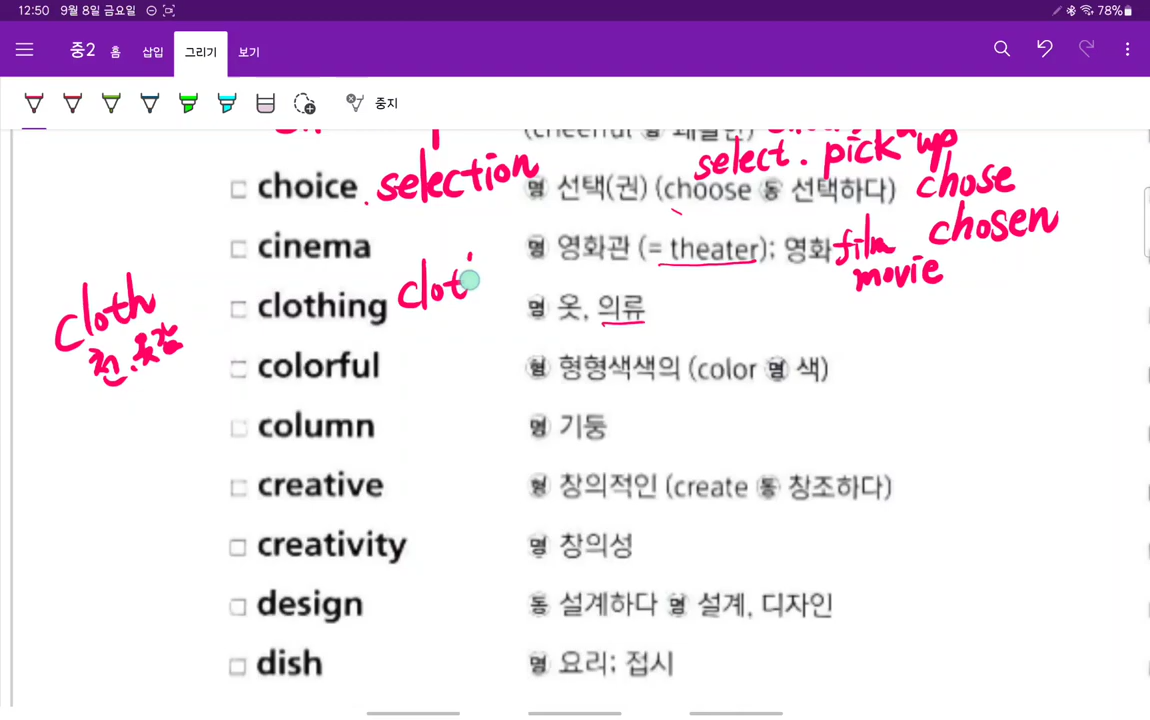 12:50 9월 8일 금요일 78%
중2 홈 삽입 그리기 보기
중지
select . pick up
choice . selection 명 선택(권) (choose 동 선택하다) chose
chosen
cinema 명 영화관 (= theater); 영화 film
movie
cloth
천. 옷감
clothing clot 명 옷, 의류
colorful 형 형형색색의 (color 명 색)
column 명 기둥
creative 형 창의적인 (create 동 창조하다)
creativity 명 창의성
design 동 설계하다 명 설계, 디자인
dish 명 요리; 접시